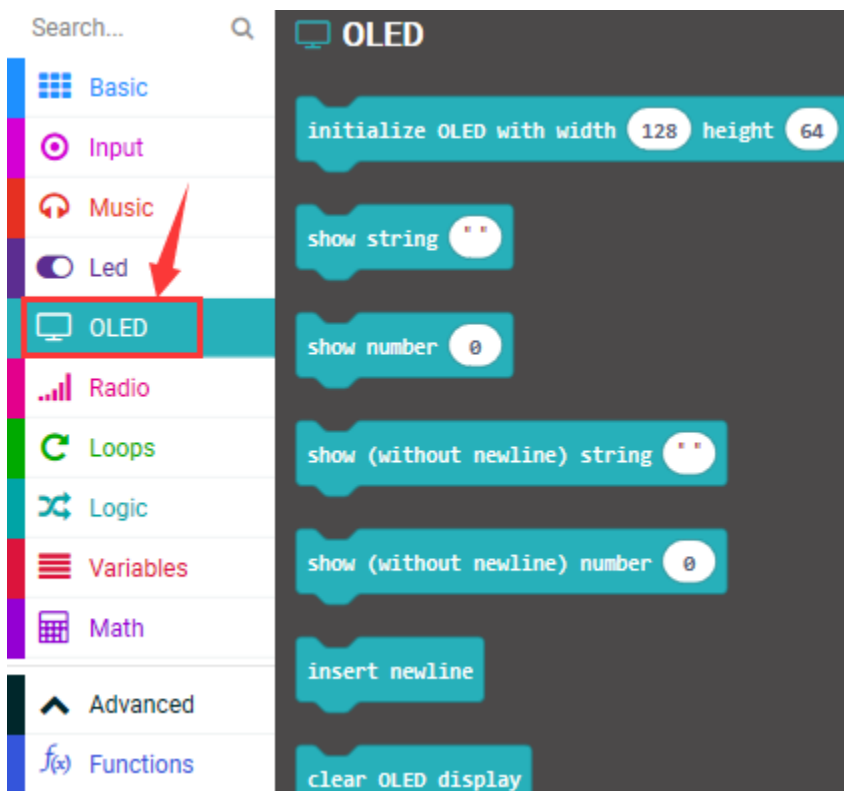 Search...
Basic
Input
Music
Led
OLED
Radio
Loops
Logic
Variables
Math
Advanced
f(x) Functions
OLED
initialize OLED with width 128 height 64
show string " "
show number 0
show (without newline) string " "
show (without newline) number 0
insert newline
clear OLED display